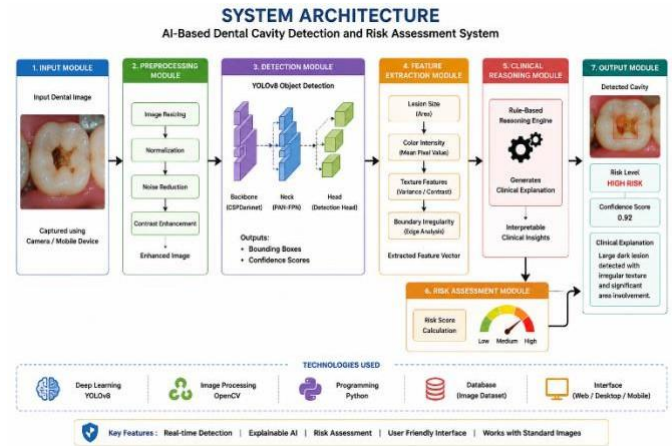 SYSTEM ARCHITECTURE
AI-Based Dental Cavity Detection and Risk Assessment System
1. INPUT MODULE
Input Dental Image
Captured using
Camera / Mobile Device
2. PREPROCESSING
MODULE
Image Resizing
Normalization
Noise Reduction
Contrast Enhancement
Enhanced Image
3. DETECTION MODULE
YOLOv8 Object Detection
Backbone
(CSPDarknet)
Neck
(PAN-FPN)
Head
(Detection Head)
Outputs:
• Bounding Boxes
• Confidence Scores
4. FEATURE
EXTRACTION MODULE
Lesion Size
(Area)
Color Intensity
(Mean Pixel Value)
Texture Features
(Variance / Contrast)
Boundary Irregularity
(Edge Analysis)
Extracted Feature Vector
5. CLINICAL
REASONING MODULE
Rule-Based
Reasoning Engine
Generates
Clinical Explanation
Interpretable
Clinical Insights
6. RISK ASSESSMENT MODULE
Risk Score
Calculation
Low Medium High
7. OUTPUT MODULE
Detected Cavity
Risk Level
HIGH RISK
Confidence Score
0.92
Clinical Explanation
Large dark lesion
detected with
irregular texture
and significant
area involvement.
TECHNOLOGIES USED
Deep Learning
YOLOv8
Image Processing
OpenCV
Programming
Python
Database
(Image Dataset)
Interface
(Web / Desktop / Mobile)
Key Features : Real-time Detection | Explainable AI | Risk Assessment | User Friendly Interface | Works with Standard Images